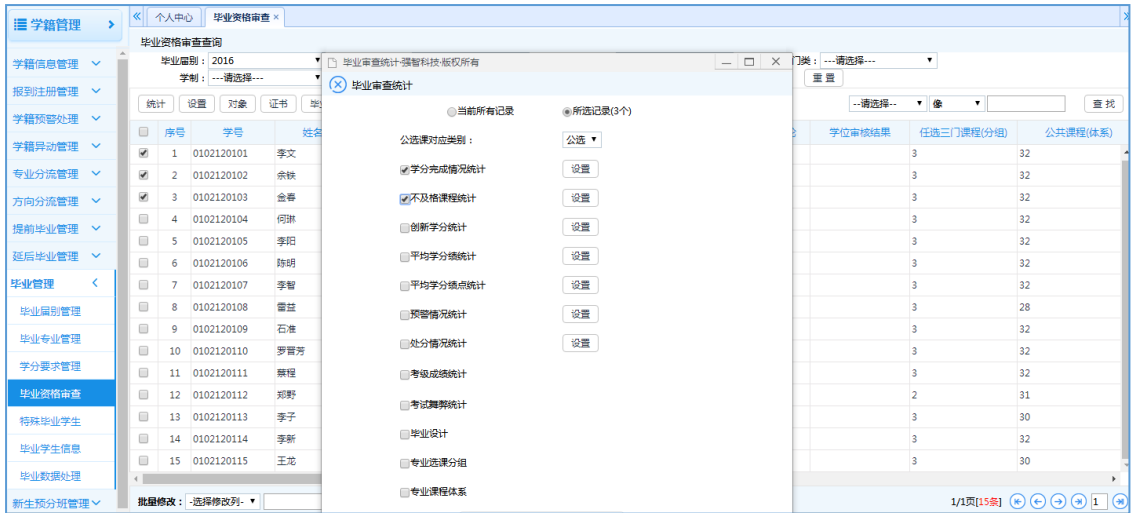 学籍管理
学籍信息管理
报到注册管理
学籍预警处理
学籍异动管理
专业分流管理
方向分流管理
提前毕业管理
延后毕业管理
毕业管理
毕业届别管理
毕业专业管理
学分要求管理
毕业资格审查
特殊毕业学生
毕业学生信息
毕业数据处理
新生预分班管理
个人中心 毕业资格审查 ×
毕业资格审查查询
毕业届别： 2016
门类： ---请选择---
学制： ---请选择---
重 置
统计 设置 对象 证书
--请选择-- 像 查 找
序号 学号 姓名 学位审核结果 任选三门课程(分组) 公共课程(体系)
1 0102120101 李文 3 32
2 0102120102 余铁 3 32
3 0102120103 金春 3 32
4 0102120104 何琳 3 32
5 0102120105 李阳 3 32
6 0102120106 陈明 3 32
7 0102120107 李智 3 32
8 0102120108 雷益 3 28
9 0102120109 石准 3 32
10 0102120110 罗晋芳 3 32
11 0102120111 蔡程 3 32
12 0102120112 郑野 2 31
13 0102120113 李子 3 30
14 0102120114 李新 3 32
15 0102120115 王龙 3 30
批量修改： -选择修改列-
1/1页[15条] 1
毕业审查统计-强智科技-版权所有
毕业审查统计
当前所有记录 所选记录(3个)
公选课对应类别： 公选
学分完成情况统计 设置
不及格课程统计 设置
创新学分统计 设置
平均学分绩统计 设置
平均学分绩点统计 设置
预警情况统计 设置
处分情况统计 设置
考级成绩统计
考试舞弊统计
毕业设计
专业选课分组
专业课程体系